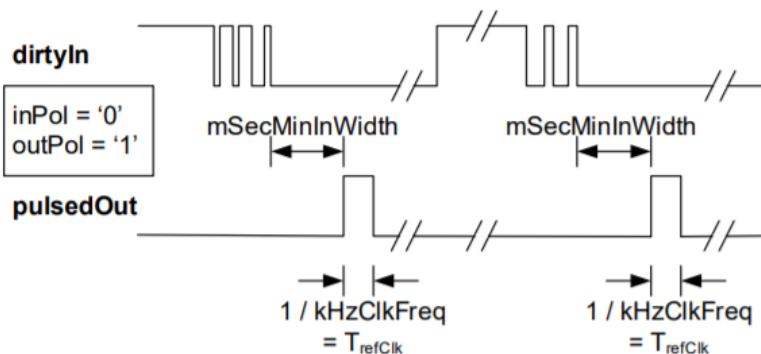 dirtyIn
inPol = ‘0’
outPol = ‘1’
mSecMinInWidth
mSecMinInWidth
pulsedOut
1 / kHzClkFreq
= TrefClk
1 / kHzClkFreq
= TrefClk